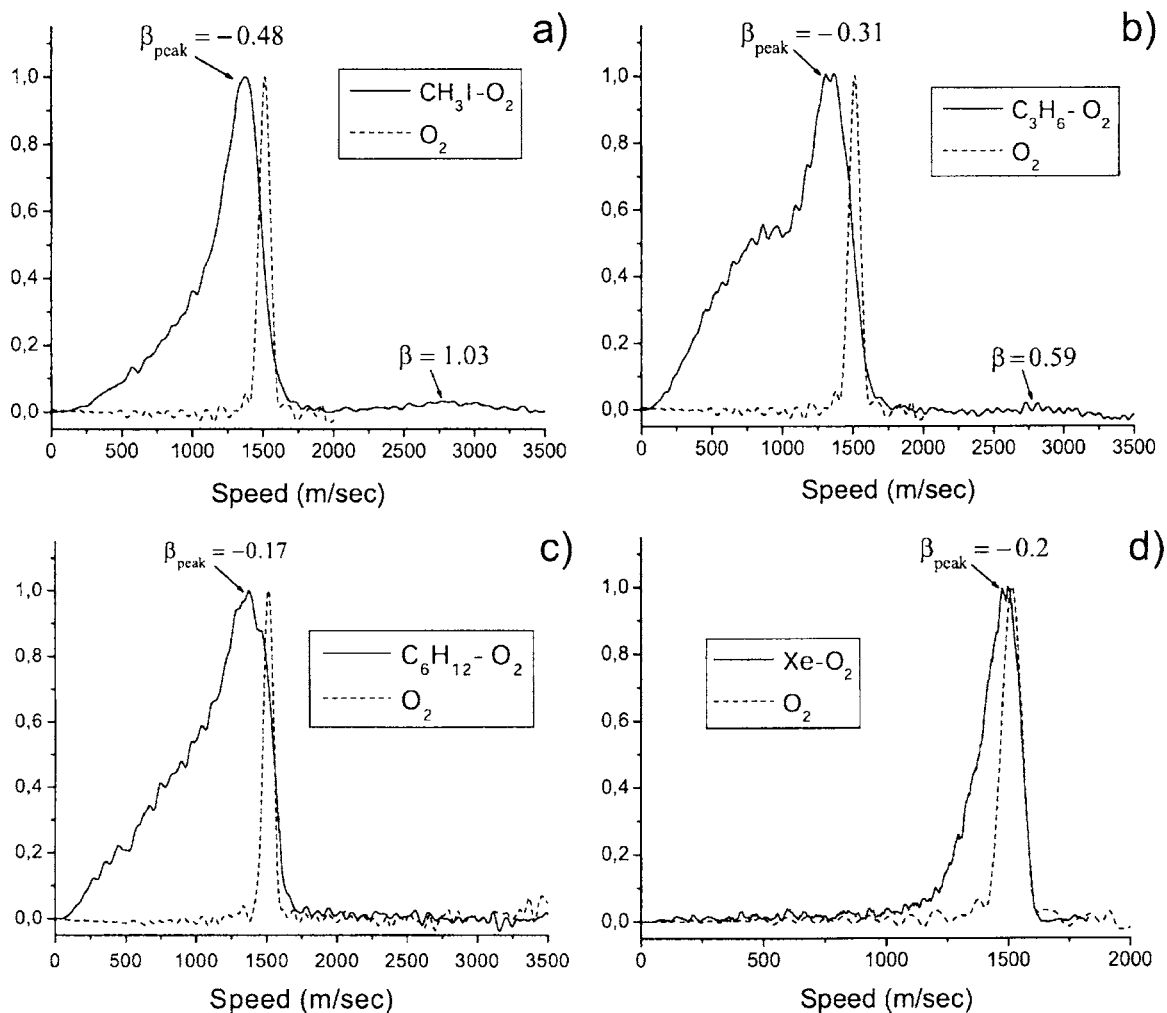 a)
β_peak = −0.48
CH₃I-O₂
O₂
β = 1.03
1,0
0,8
0,6
0,4
0,2
0,0
0 500 1000 1500 2000 2500 3000 3500
Speed (m/sec)
b)
β_peak = −0.31
C₃H₆- O₂
O₂
β = 0.59
1,0
0,8
0,6
0,4
0,2
0,0
0 500 1000 1500 2000 2500 3000 3500
Speed (m/sec)
c)
β_peak = −0.17
C₆H₁₂- O₂
O₂
1,0
0,8
0,6
0,4
0,2
0,0
0 500 1000 1500 2000 2500 3000 3500
Speed (m/sec)
d)
β_peak = −0.2
Xe-O₂
O₂
1,0
0,8
0,6
0,4
0,2
0,0
0 500 1000 1500 2000
Speed (m/sec)